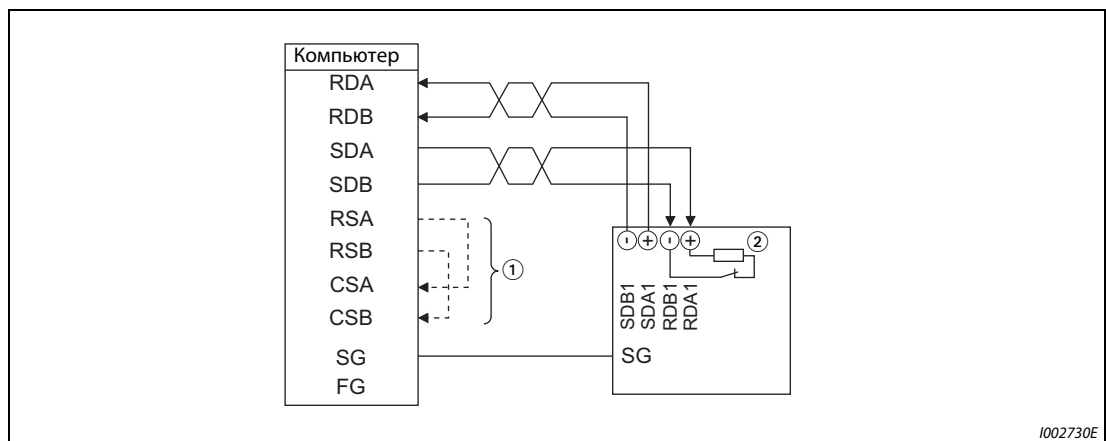 Компьютер
RDA
RDB
SDA
SDB
RSA
RSB
CSA
CSB
SG
FG
①
- + - +
②
SDB1
SDA1
RDB1
RDA1
SG
I002730E